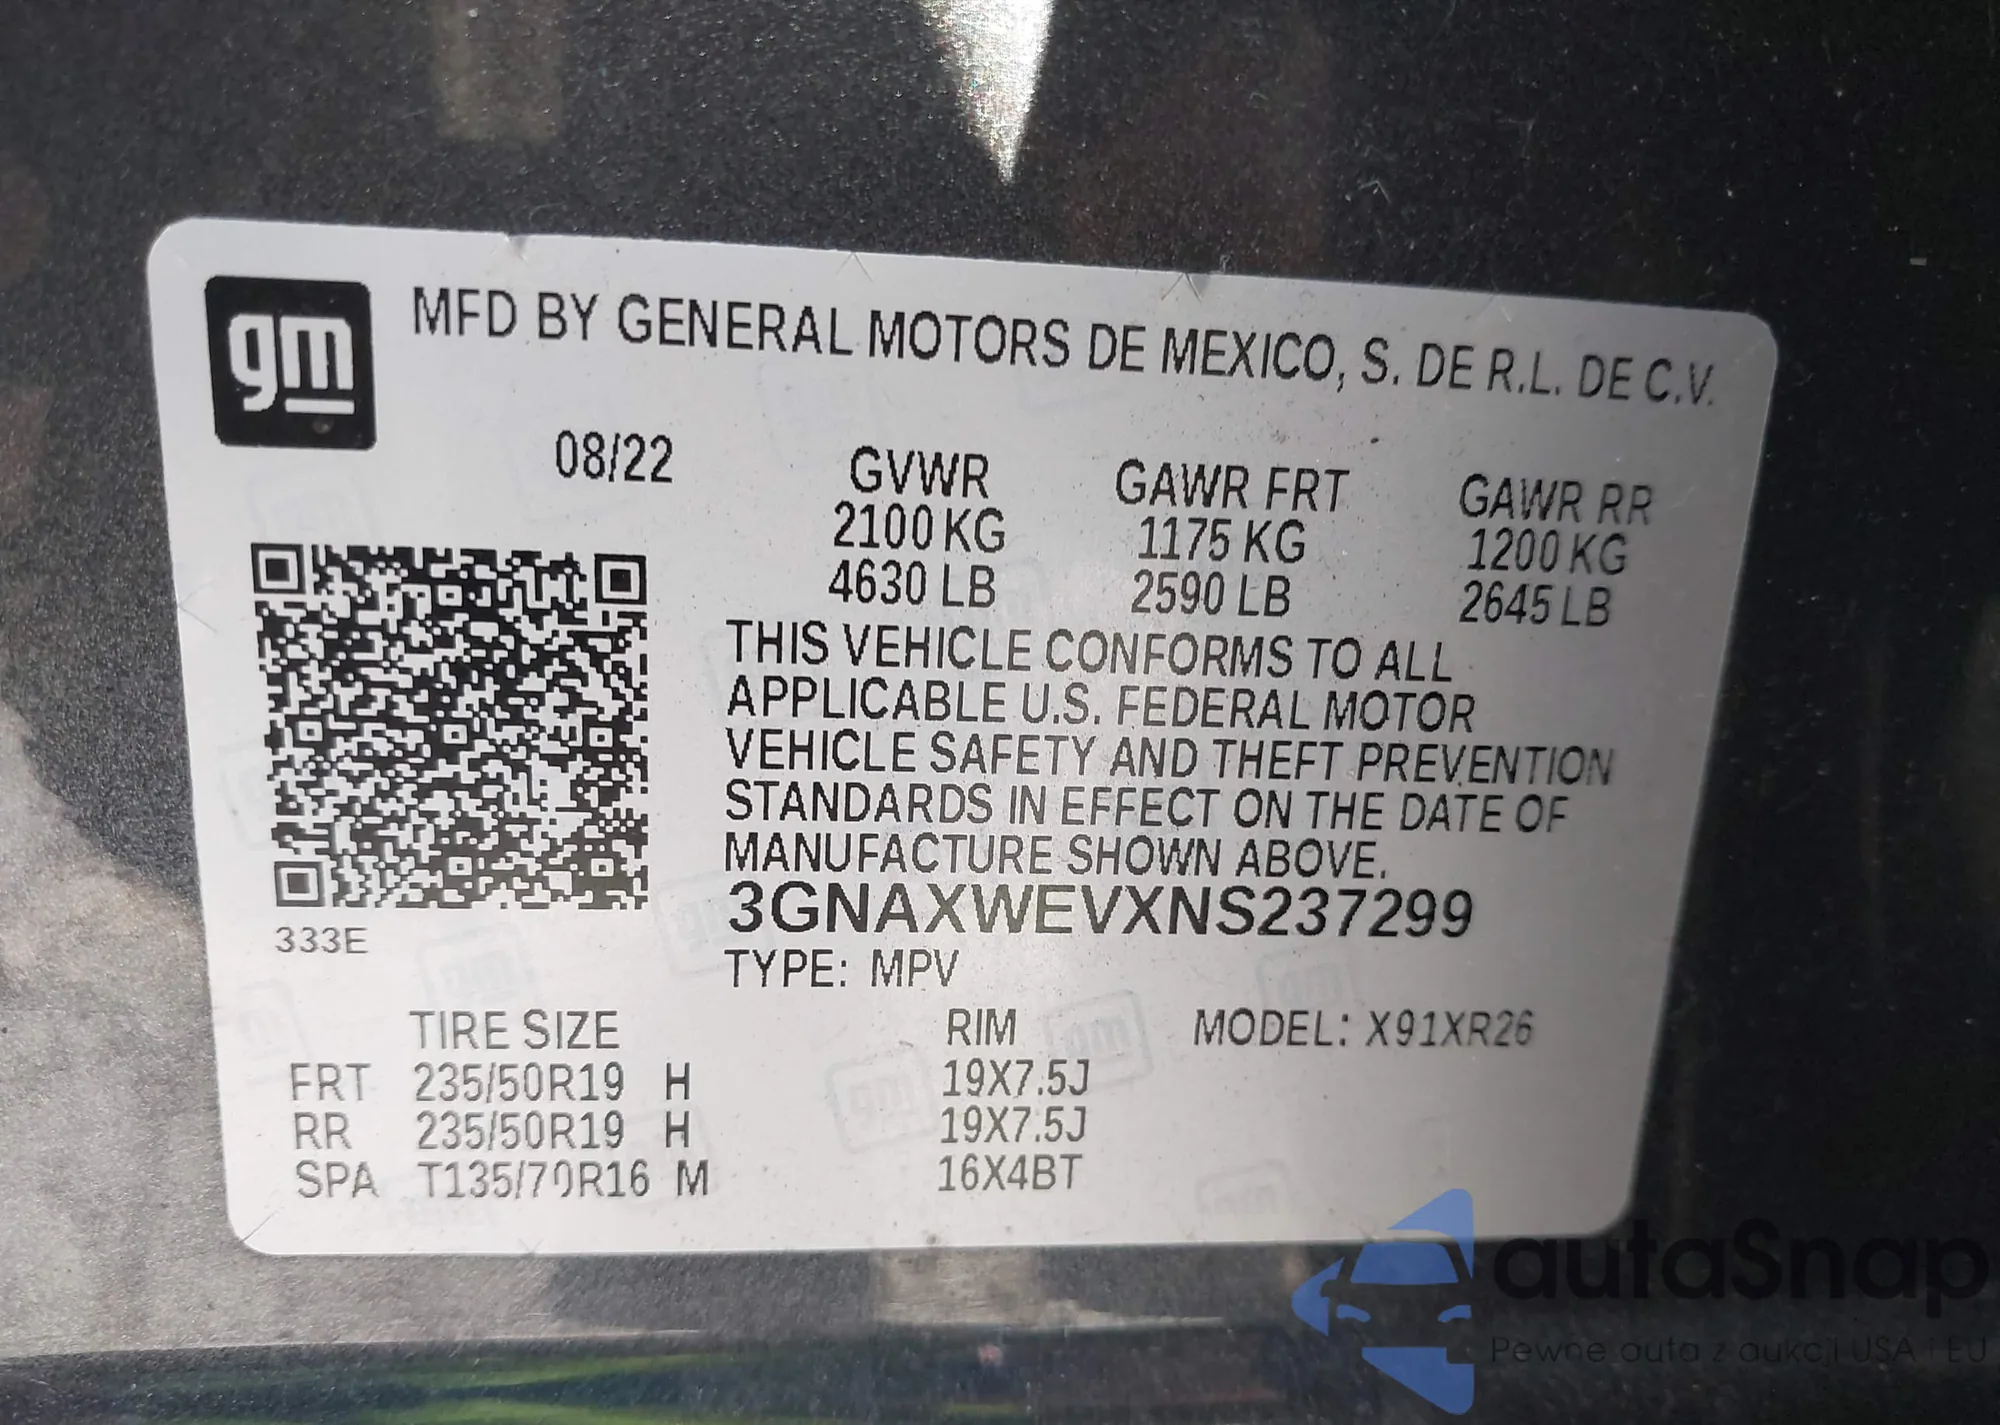 gm
MFD BY GENERAL MOTORS DE MEXICO, S. DE R.L. DE C.V.
08/22
GVWR GAWR FRT GAWR RR
2100 KG 1175 KG 1200 KG
4630 LB 2590 LB 2645 LB
THIS VEHICLE CONFORMS TO ALL
APPLICABLE U.S. FEDERAL MOTOR
VEHICLE SAFETY AND THEFT PREVENTION
STANDARDS IN EFFECT ON THE DATE OF
MANUFACTURE SHOWN ABOVE.
3GNAXWEVXNS237299
333E
TYPE: MPV
TIRE SIZE RIM MODEL: X91XR26
FRT 235/50R19 H 19X7.5J
RR 235/50R19 H 19X7.5J
SPA T135/70R16 M 16X4BT
autaSnap
Pewne auta z aukcji USA i EU